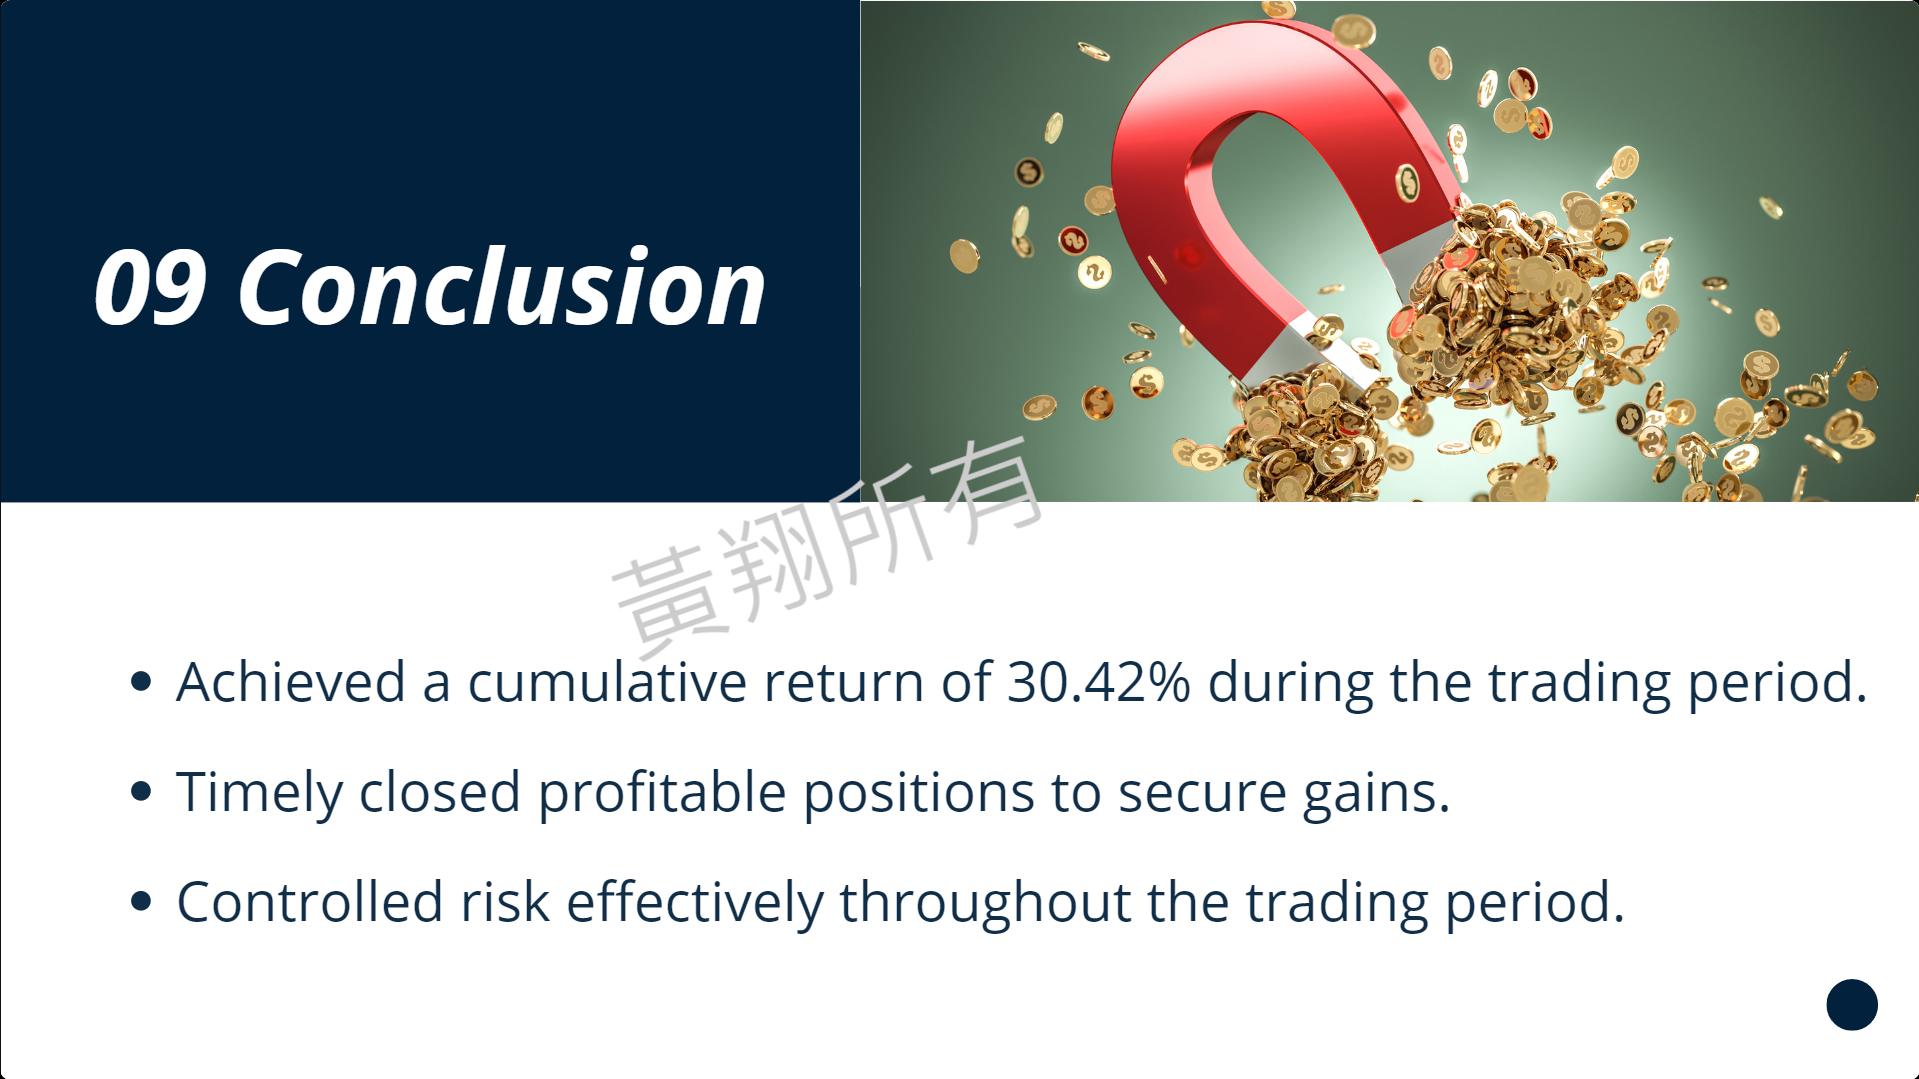 09 Conclusion
黃翔所有
• Achieved a cumulative return of 30.42% during the trading period.
• Timely closed profitable positions to secure gains.
• Controlled risk effectively throughout the trading period.